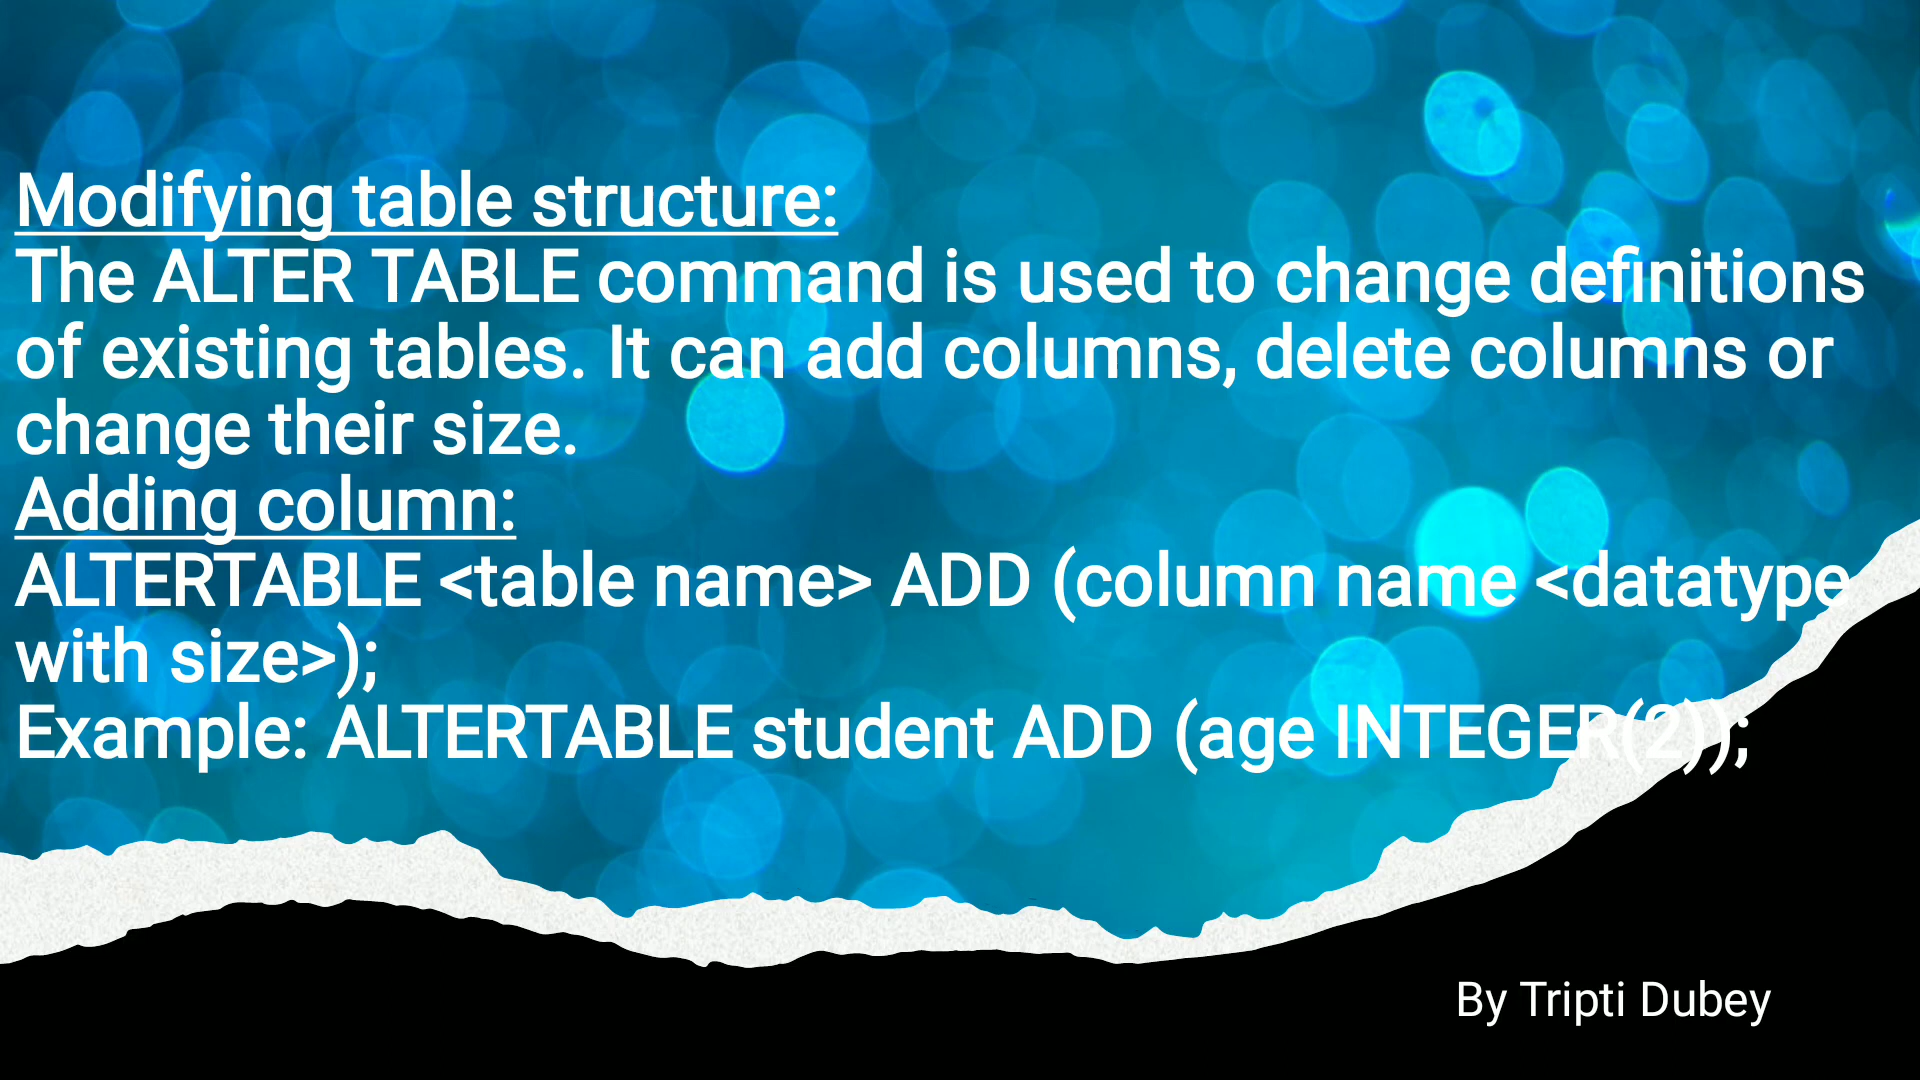 Modifying table structure:
The ALTER TABLE command is used to change definitions
of existing tables. It can add columns, delete columns or
change their size.
Adding column:
ALTERTABLE <table name> ADD (column name <datatype
with size>);
Example: ALTERTABLE student ADD (age INTEGER(2));
By Tripti Dubey